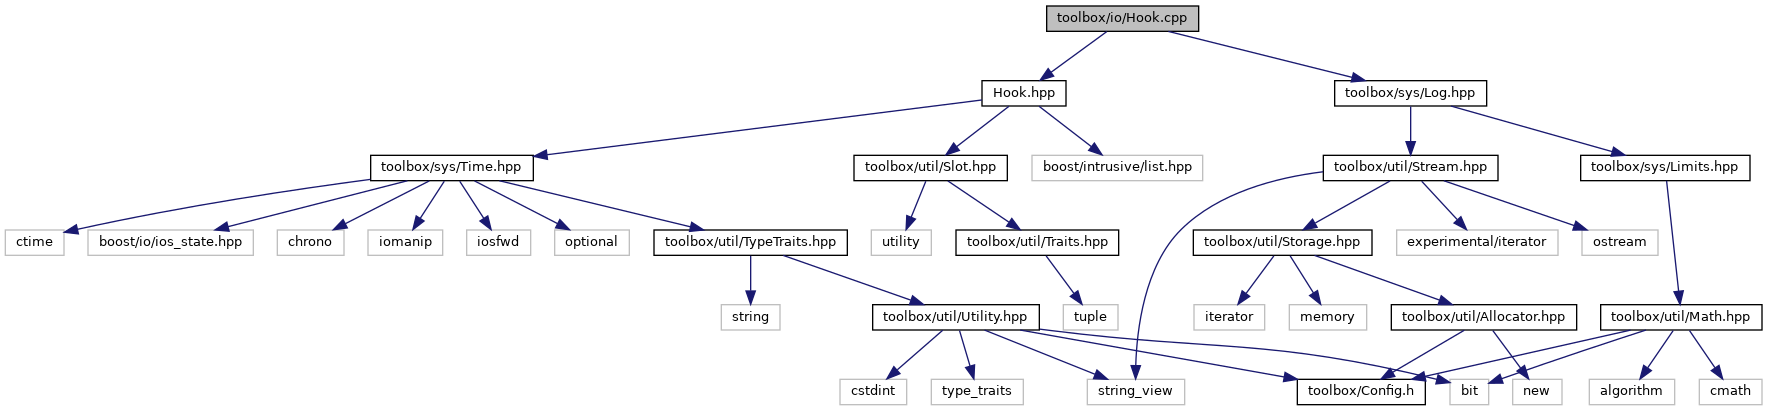 toolbox/io/Hook.cpp
Hook.hpp
toolbox/sys/Log.hpp
toolbox/sys/Time.hpp
toolbox/util/Slot.hpp
boost/intrusive/list.hpp
toolbox/util/Stream.hpp
toolbox/sys/Limits.hpp
ctime
boost/io/ios_state.hpp
chrono
iomanip
iosfwd
optional
toolbox/util/TypeTraits.hpp
utility
toolbox/util/Traits.hpp
toolbox/util/Storage.hpp
experimental/iterator
ostream
string
toolbox/util/Utility.hpp
tuple
iterator
memory
toolbox/util/Allocator.hpp
toolbox/util/Math.hpp
cstdint
type_traits
string_view
toolbox/Config.h
bit
new
algorithm
cmath